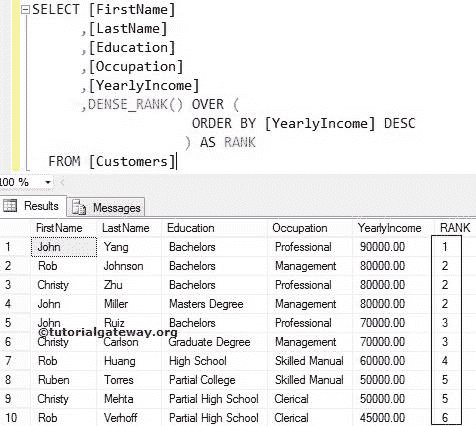 SELECT [FirstName]
,[LastName]
,[Education]
,[Occupation]
,[YearlyIncome]
,DENSE_RANK() OVER (
ORDER BY [YearlyIncome] DESC
) AS RANK
FROM [Customers]
100 %
Results Messages
FirstName LastName Education Occupation YearlyIncome RANK
1 John Yang Bachelors Professional 90000.00 1
2 Rob Johnson Bachelors Management 80000.00 2
3 Christy Zhu Bachelors Professional 80000.00 2
4 John Miller Masters Degree Management 80000.00 2
5 John Ruiz Bachelors Professional 70000.00 3
©tutorialgateway.org
6 Christy Carlson Graduate Degree Management 70000.00 3
7 Rob Huang High School Skilled Manual 60000.00 4
8 Ruben Torres Partial College Skilled Manual 50000.00 5
9 Christy Mehta Partial High School Clerical 50000.00 5
10 Rob Verhoff Partial High School Clerical 45000.00 6